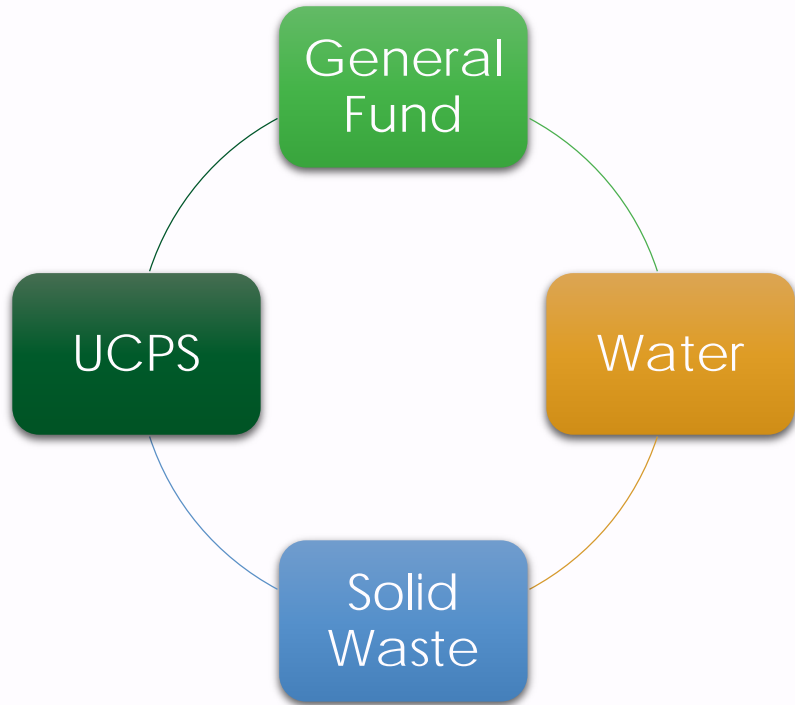 General
Fund
UCPS
Water
Solid
Waste